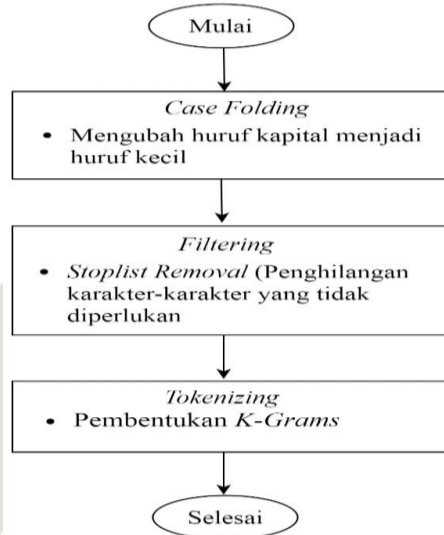 Mulai
Case Folding
• Mengubah huruf kapital menjadi
huruf kecil
Filtering
• Stoplist Removal (Penghilangan
karakter-karakter yang tidak
diperlukan
Tokenizing
• Pembentukan K-Grams
Selesai